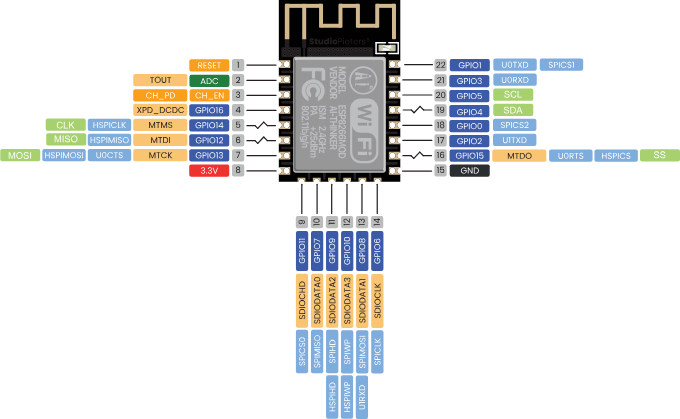 StudioPieters
RESET 1
TOUT ADC 2
CH_PD CH_EN 3
XPD_DCDC GPIO16 4
CLK HSPICLK MTMS GPIO14 5
MISO HSPIMISO MTDI GPIO12 6
MOSI HSPIMOSI U0CTS MTCK GPIO13 7
3.3V 8
MODEL ESP8266MOD
VENDOR AI-THINKER
ISM 2.4GHz
PA +25dBm
802.11b/g/n
FC
Ai
WiFi
22 GPIO1 U0TXD SPICS1
21 GPIO3 U0RXD
20 GPIO5 SCL
19 GPIO4 SDA
18 GPIO0 SPICS2
17 GPIO2 U1TXD
16 GPIO15 MTDO U0RTS HSPICS SS
15 GND
9 GPIO11 SDIOCHD SPICS0
10 GPIO7 SDIODATA0 SPIMISO
11 GPIO9 SDIODATA2 SPIHD HSPIHD
12 GPIO10 SDIODATA3 SPIWP HSPIWP
13 GPIO8 SDIODATA1 SPIMOSI U1RXD
14 GPIO6 SDIOCLK SPICLK